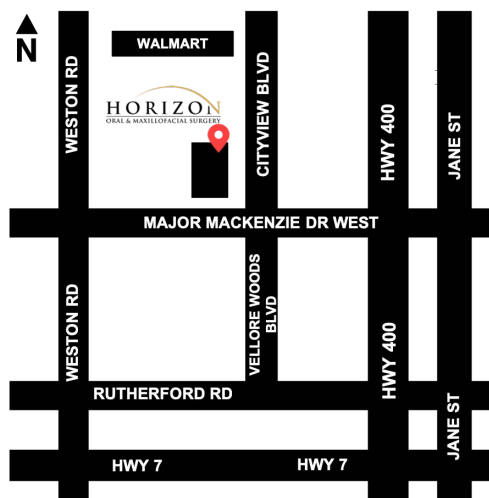 N
WALMART
WESTON RD
CITYVIEW BLVD
HWY 400
JANE ST
HORIZON
ORAL & MAXILLOFACIAL SURGERY
MAJOR MACKENZIE DR WEST
WESTON RD
VELLORE WOODS
BLVD
HWY 400
RUTHERFORD RD
JANE ST
HWY 7
HWY 7